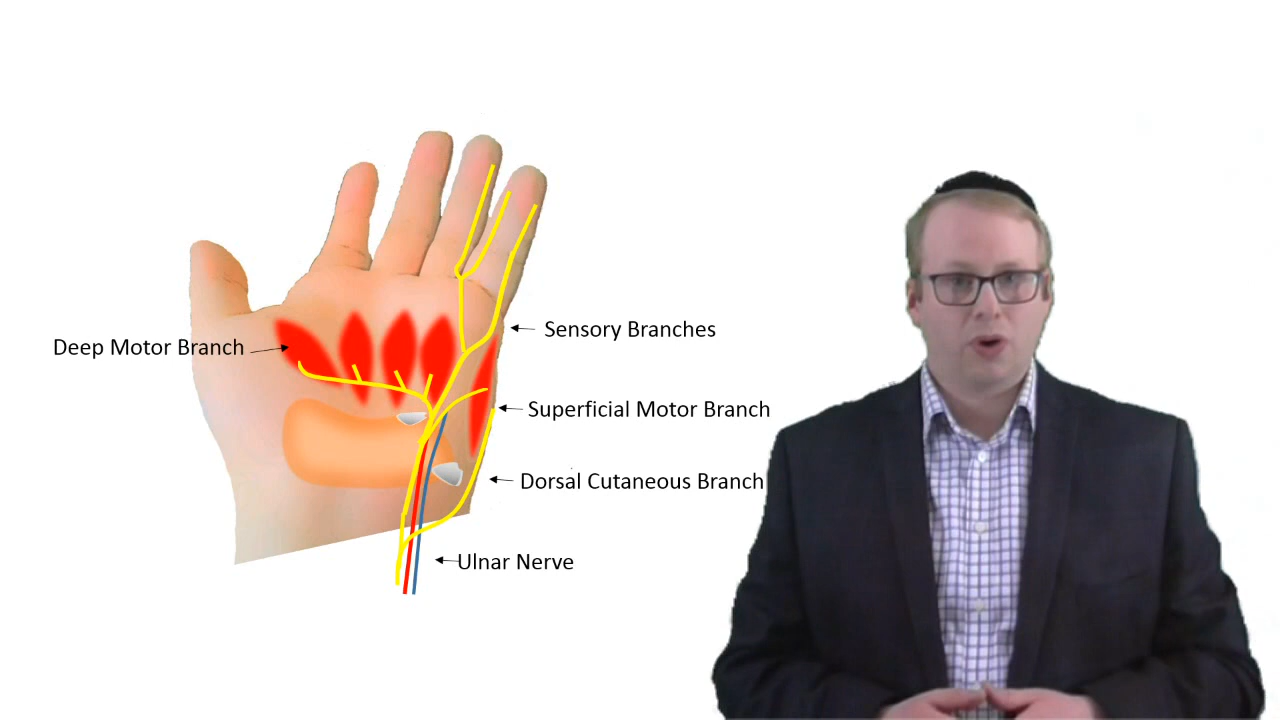 Sensory Branches
Deep Motor Branch
Superficial Motor Branch
Dorsal Cutaneous Branch
Ulnar Nerve